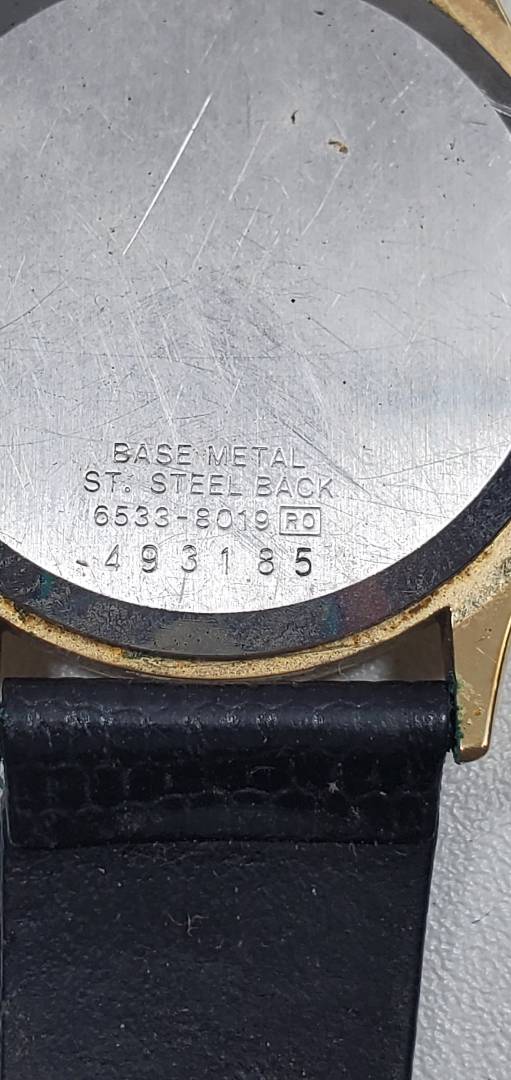 BASE METAL
ST. STEEL BACK
6533-8019 RO
493185